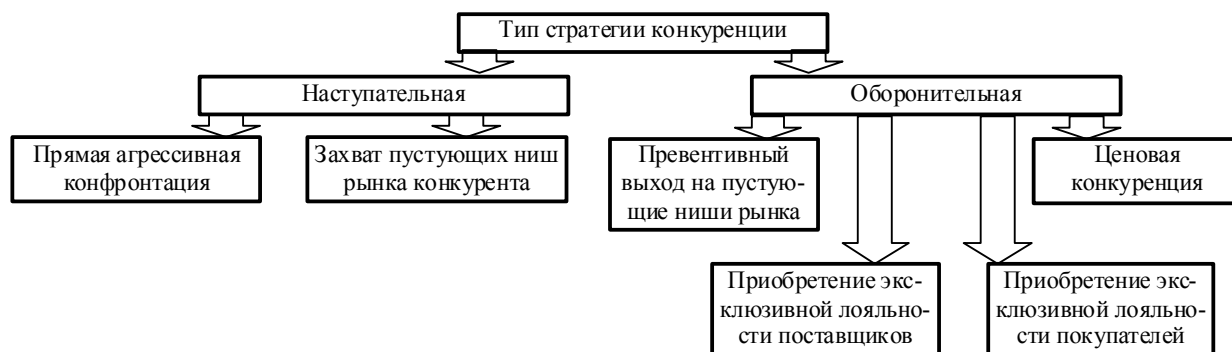 Тип стратегии конкуренции
Наступательная
Оборонительная
Прямая агрессивная
конфронтация
Захват пустующих ниш
рынка конкурента
Превентивный
выход на пустую-
щие ниши рынка
Ценовая
конкуренция
Приобретение экс-
клюзивной лояльно-
сти поставщиков
Приобретение экс-
клюзивной лояльно-
сти покупателей